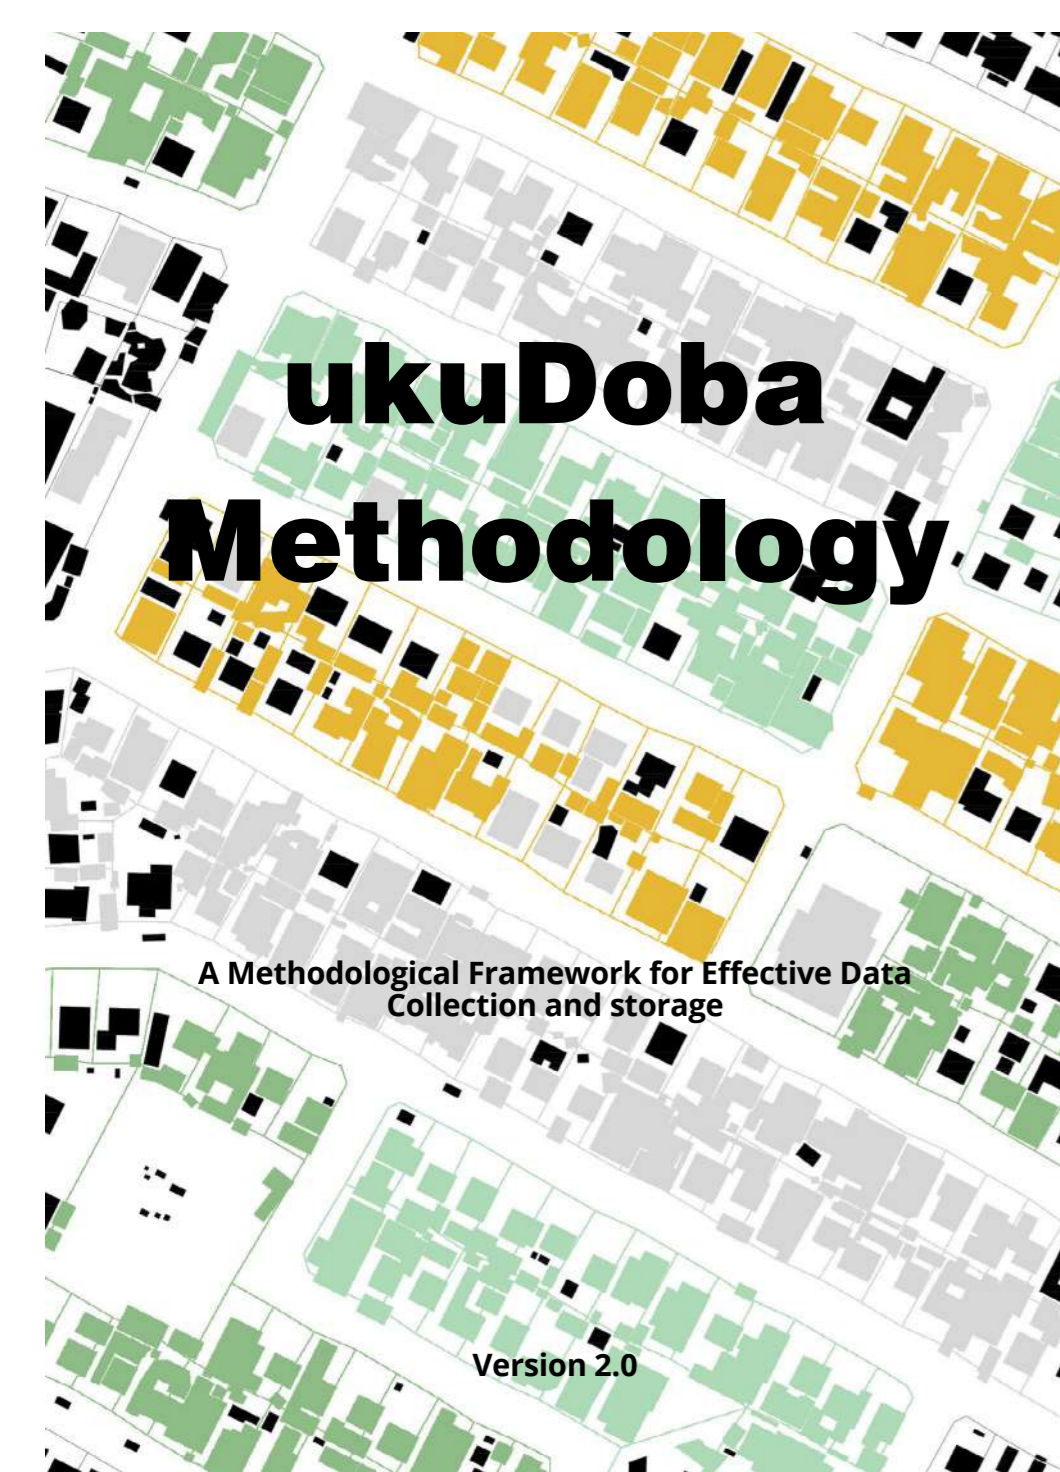 ukuDoba
Methodology
A Methodological Framework for Effective Data
Collection and storage
Version 2.0